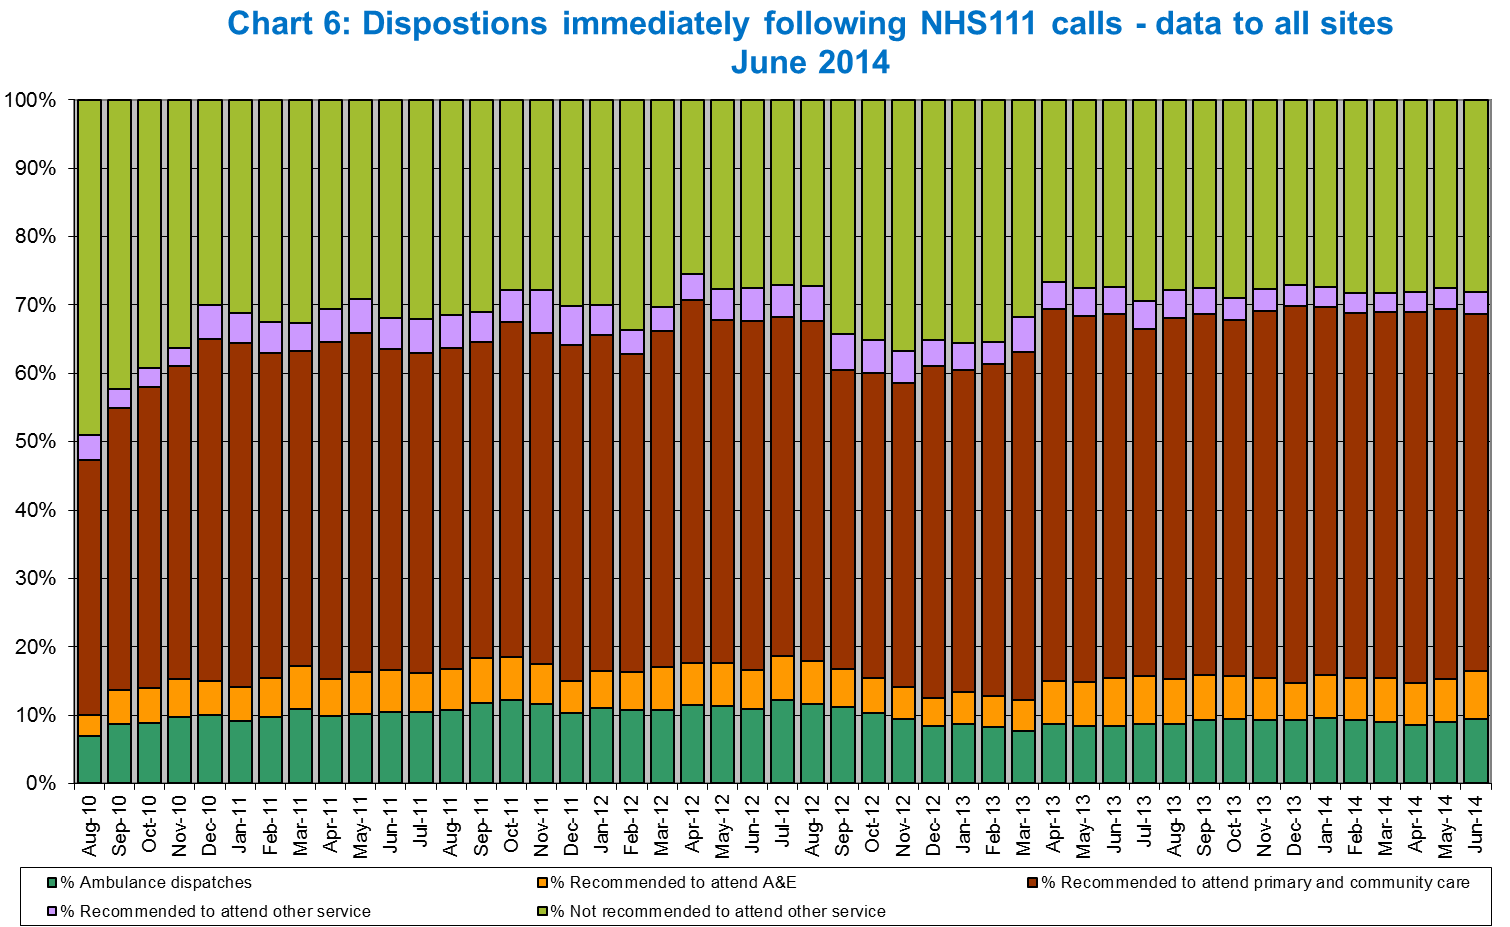 Chart 6: Dispostions immediately following NHS111 calls - data to all sites
June 2014
100%
90%
80%
70%
60%
50%
40%
30%
20%
10%
0%
Aug-10
Sep-10
Oct-10
Nov-10
Dec-10
Jan-11
Feb-11
Mar-11
Apr-11
May-11
Jun-11
Jul-11
Aug-11
Sep-11
Oct-11
Nov-11
Dec-11
Jan-12
Feb-12
Mar-12
Apr-12
May-12
Jun-12
Jul-12
Aug-12
Sep-12
Oct-12
Nov-12
Dec-12
Jan-13
Feb-13
Mar-13
Apr-13
May-13
Jun-13
Jul-13
Aug-13
Sep-13
Oct-13
Nov-13
Dec-13
Jan-14
Feb-14
Mar-14
Apr-14
May-14
Jun-14
% Ambulance dispatches
% Recommended to attend A&E
% Recommended to attend primary and community care
% Recommended to attend other service
% Not recommended to attend other service